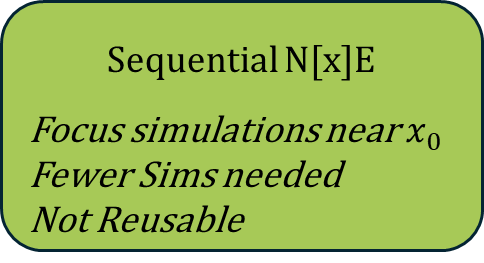 Sequential N[x]E
Focus simulations near x₀
Fewer Sims needed
Not Reusable